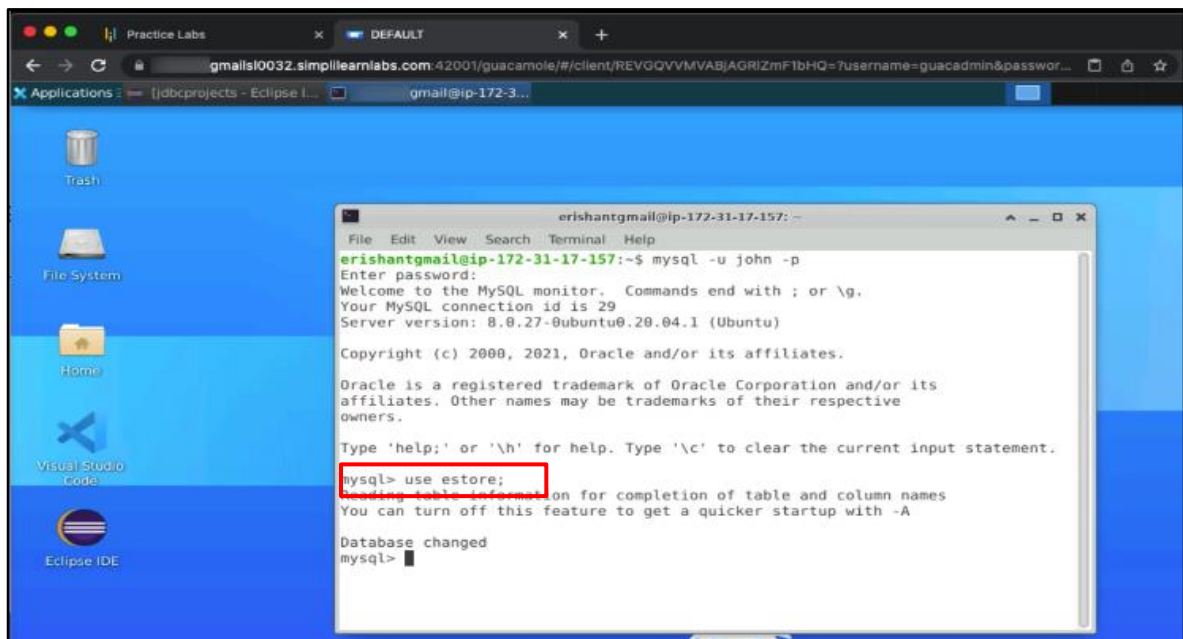 Practice Labs × DEFAULT × +
gmailsl0032.simplilearnlabs.com:42001/guacamole/#/client/REVGQVVMVABjAGRlZmF1bHQ=?username=guacadmin&passwor...
Applications [jdbcprojects - Eclipse I... gmail@ip-172-3...
Trash
File System
Home
Visual Studio
Code
Eclipse IDE
erishantgmail@ip-172-31-17-157: ~
File Edit View Search Terminal Help
erishantgmail@ip-172-31-17-157:~$ mysql -u john -p
Enter password:
Welcome to the MySQL monitor. Commands end with ; or \g.
Your MySQL connection id is 29
Server version: 8.0.27-0ubuntu0.20.04.1 (Ubuntu)
Copyright (c) 2000, 2021, Oracle and/or its affiliates.
Oracle is a registered trademark of Oracle Corporation and/or its
affiliates. Other names may be trademarks of their respective
owners.
Type 'help;' or '\h' for help. Type '\c' to clear the current input statement.
mysql> use estore;
Reading table information for completion of table and column names
You can turn off this feature to get a quicker startup with -A
Database changed
mysql>